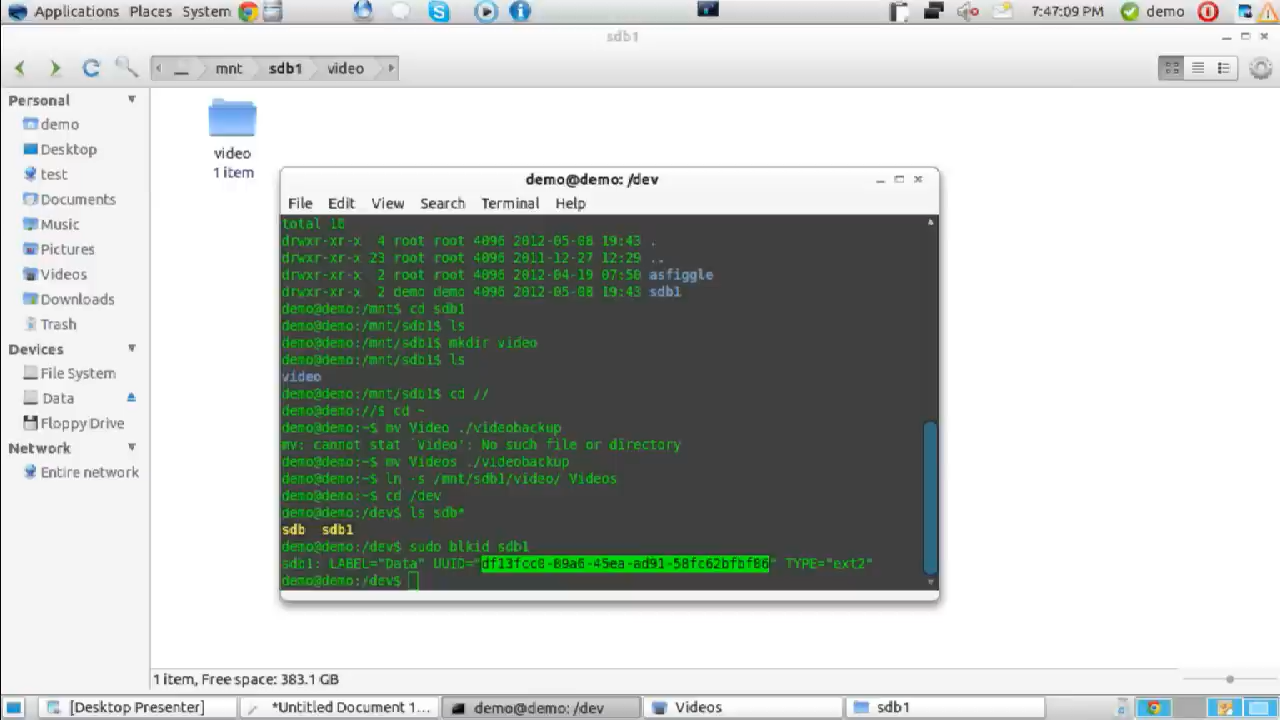 Applications Places System 7:47:09 PM demo
sdb1
mnt sdb1 video
Personal
demo
Desktop
test
Documents
Music
Pictures
Videos
Downloads
Trash
Devices
File System
Data
Floppy Drive
Network
Entire network
video
1 item
demo@demo: /dev
File Edit View Search Terminal Help
drwxr-xr-x 4 root root 4096 2012-05-08 19:43 .
drwxr-xr-x 23 root root 4096 2011-12-27 12:29 ..
drwxr-xr-x 2 root root 4096 2012-04-19 07:50 asfiggle
drwxr-xr-x 2 demo demo 4096 2012-05-08 19:43 sdb1
demo@demo:/mnt$ cd sdb1
demo@demo:/mnt/sdb1$ ls
demo@demo:/mnt/sdb1$ mkdir video
demo@demo:/mnt/sdb1$ ls
video
demo@demo:/mnt/sdb1$ cd //
demo@demo://$ cd ~
demo@demo:~$ mv Video ./videobackup
mv: cannot stat `Video': No such file or directory
demo@demo:~$ mv Videos ./videobackup
demo@demo:~$ ln -s /mnt/sdb1/video/ Videos
demo@demo:~$ cd /dev
demo@demo:/dev$ ls sdb*
sdb sdb1
demo@demo:/dev$ sudo blkid sdb1
sdb1: LABEL="Data" UUID=" " TYPE="ext2"
demo@demo:/dev$
1 item, Free space: 383.1 GB
[Desktop Presenter] *Untitled Document 1... demo@demo: /dev Videos sdb1